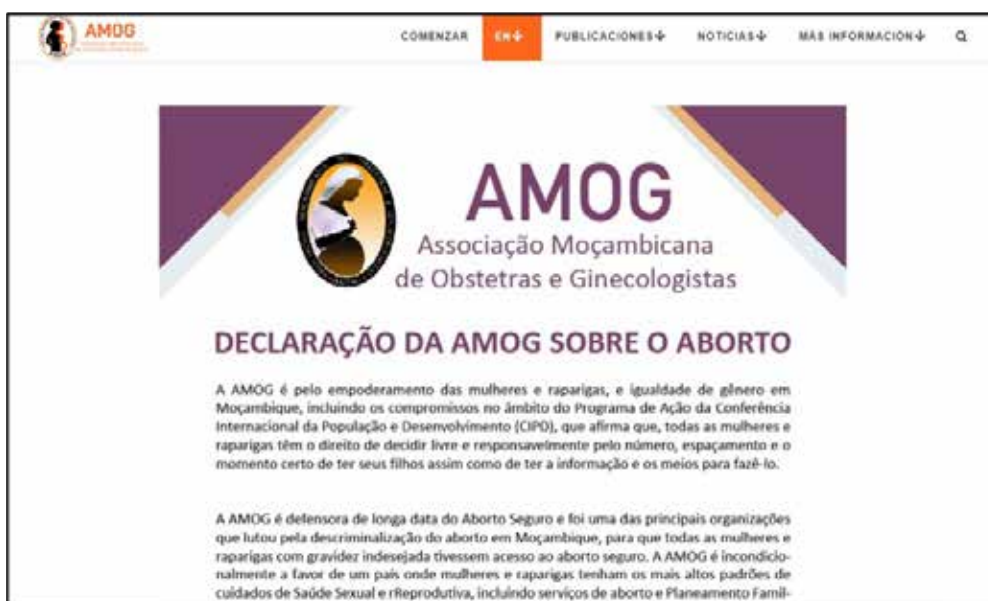 AMOG
COMENZAR EN PUBLICACIONES NOTICIAS MÁS INFORMACIÓN
AMOG
Associação Moçambicana
de Obstetras e Ginecologistas
DECLARAÇÃO DA AMOG SOBRE O ABORTO
A AMOG é pelo empoderamento das mulheres e raparigas, e igualdade de gênero em
Moçambique, incluindo os compromissos no âmbito do Programa de Ação da Conferência
Internacional da População e Desenvolvimento (CIPD), que afirma que, todas as mulheres e
raparigas têm o direito de decidir livre e responsavelmente pelo número, espaçamento e o
momento certo de ter seus filhos assim como de ter a informação e os meios para fazê-lo.
A AMOG é defensora de longa data do Aborto Seguro e foi uma das principais organizações
que lutou pela descriminalização do aborto em Moçambique, para que todas as mulheres e
raparigas com gravidez indesejada tivessem acesso ao aborto seguro. A AMOG é incondicio-
nalmente a favor de um país onde mulheres e raparigas tenham os mais altos padrões de
cuidados de Saúde Sexual e rReprodutiva, incluindo serviços de aborto e Planeamento Famil-